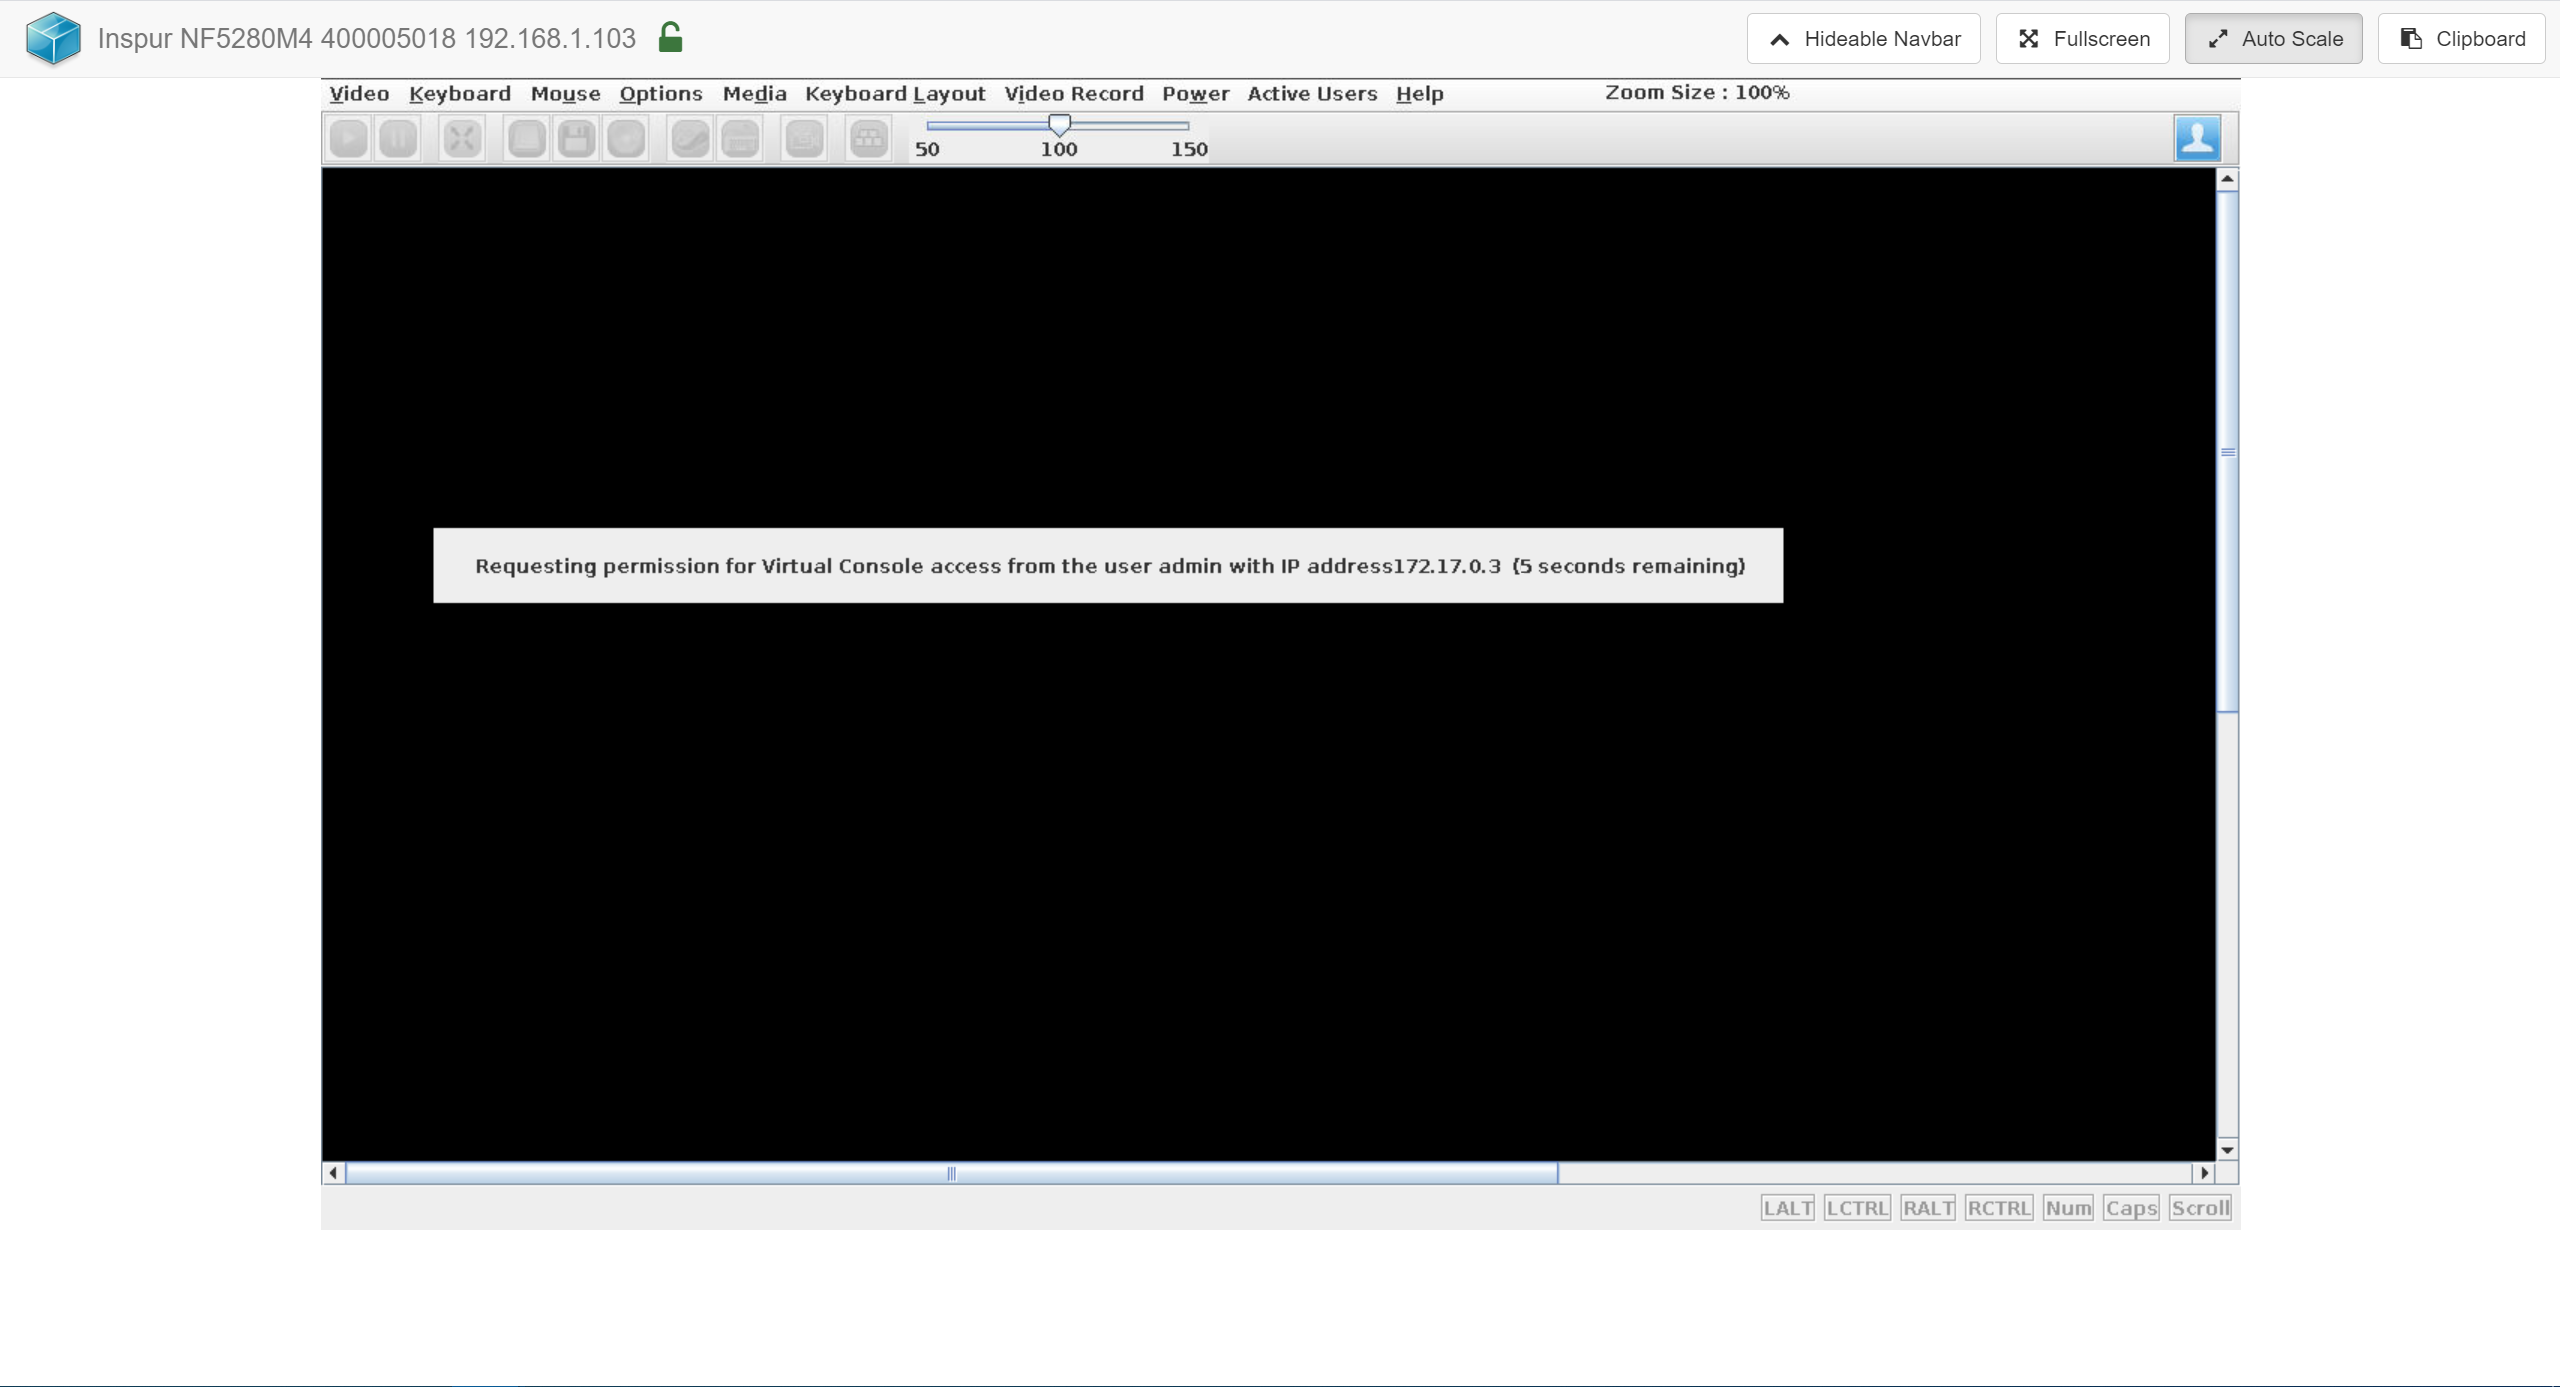 Inspur NF5280M4 400005018 192.168.1.103
Hideable Navbar
Fullscreen
Auto Scale
Clipboard
Video Keyboard Mouse Options Media Keyboard Layout Video Record Power Active Users Help
Zoom Size : 100%
50 100 150
Requesting permission for Virtual Console access from the user admin with IP address172.17.0.3 (5 seconds remaining)
LALT LCTRL RALT RCTRL Num Caps Scroll